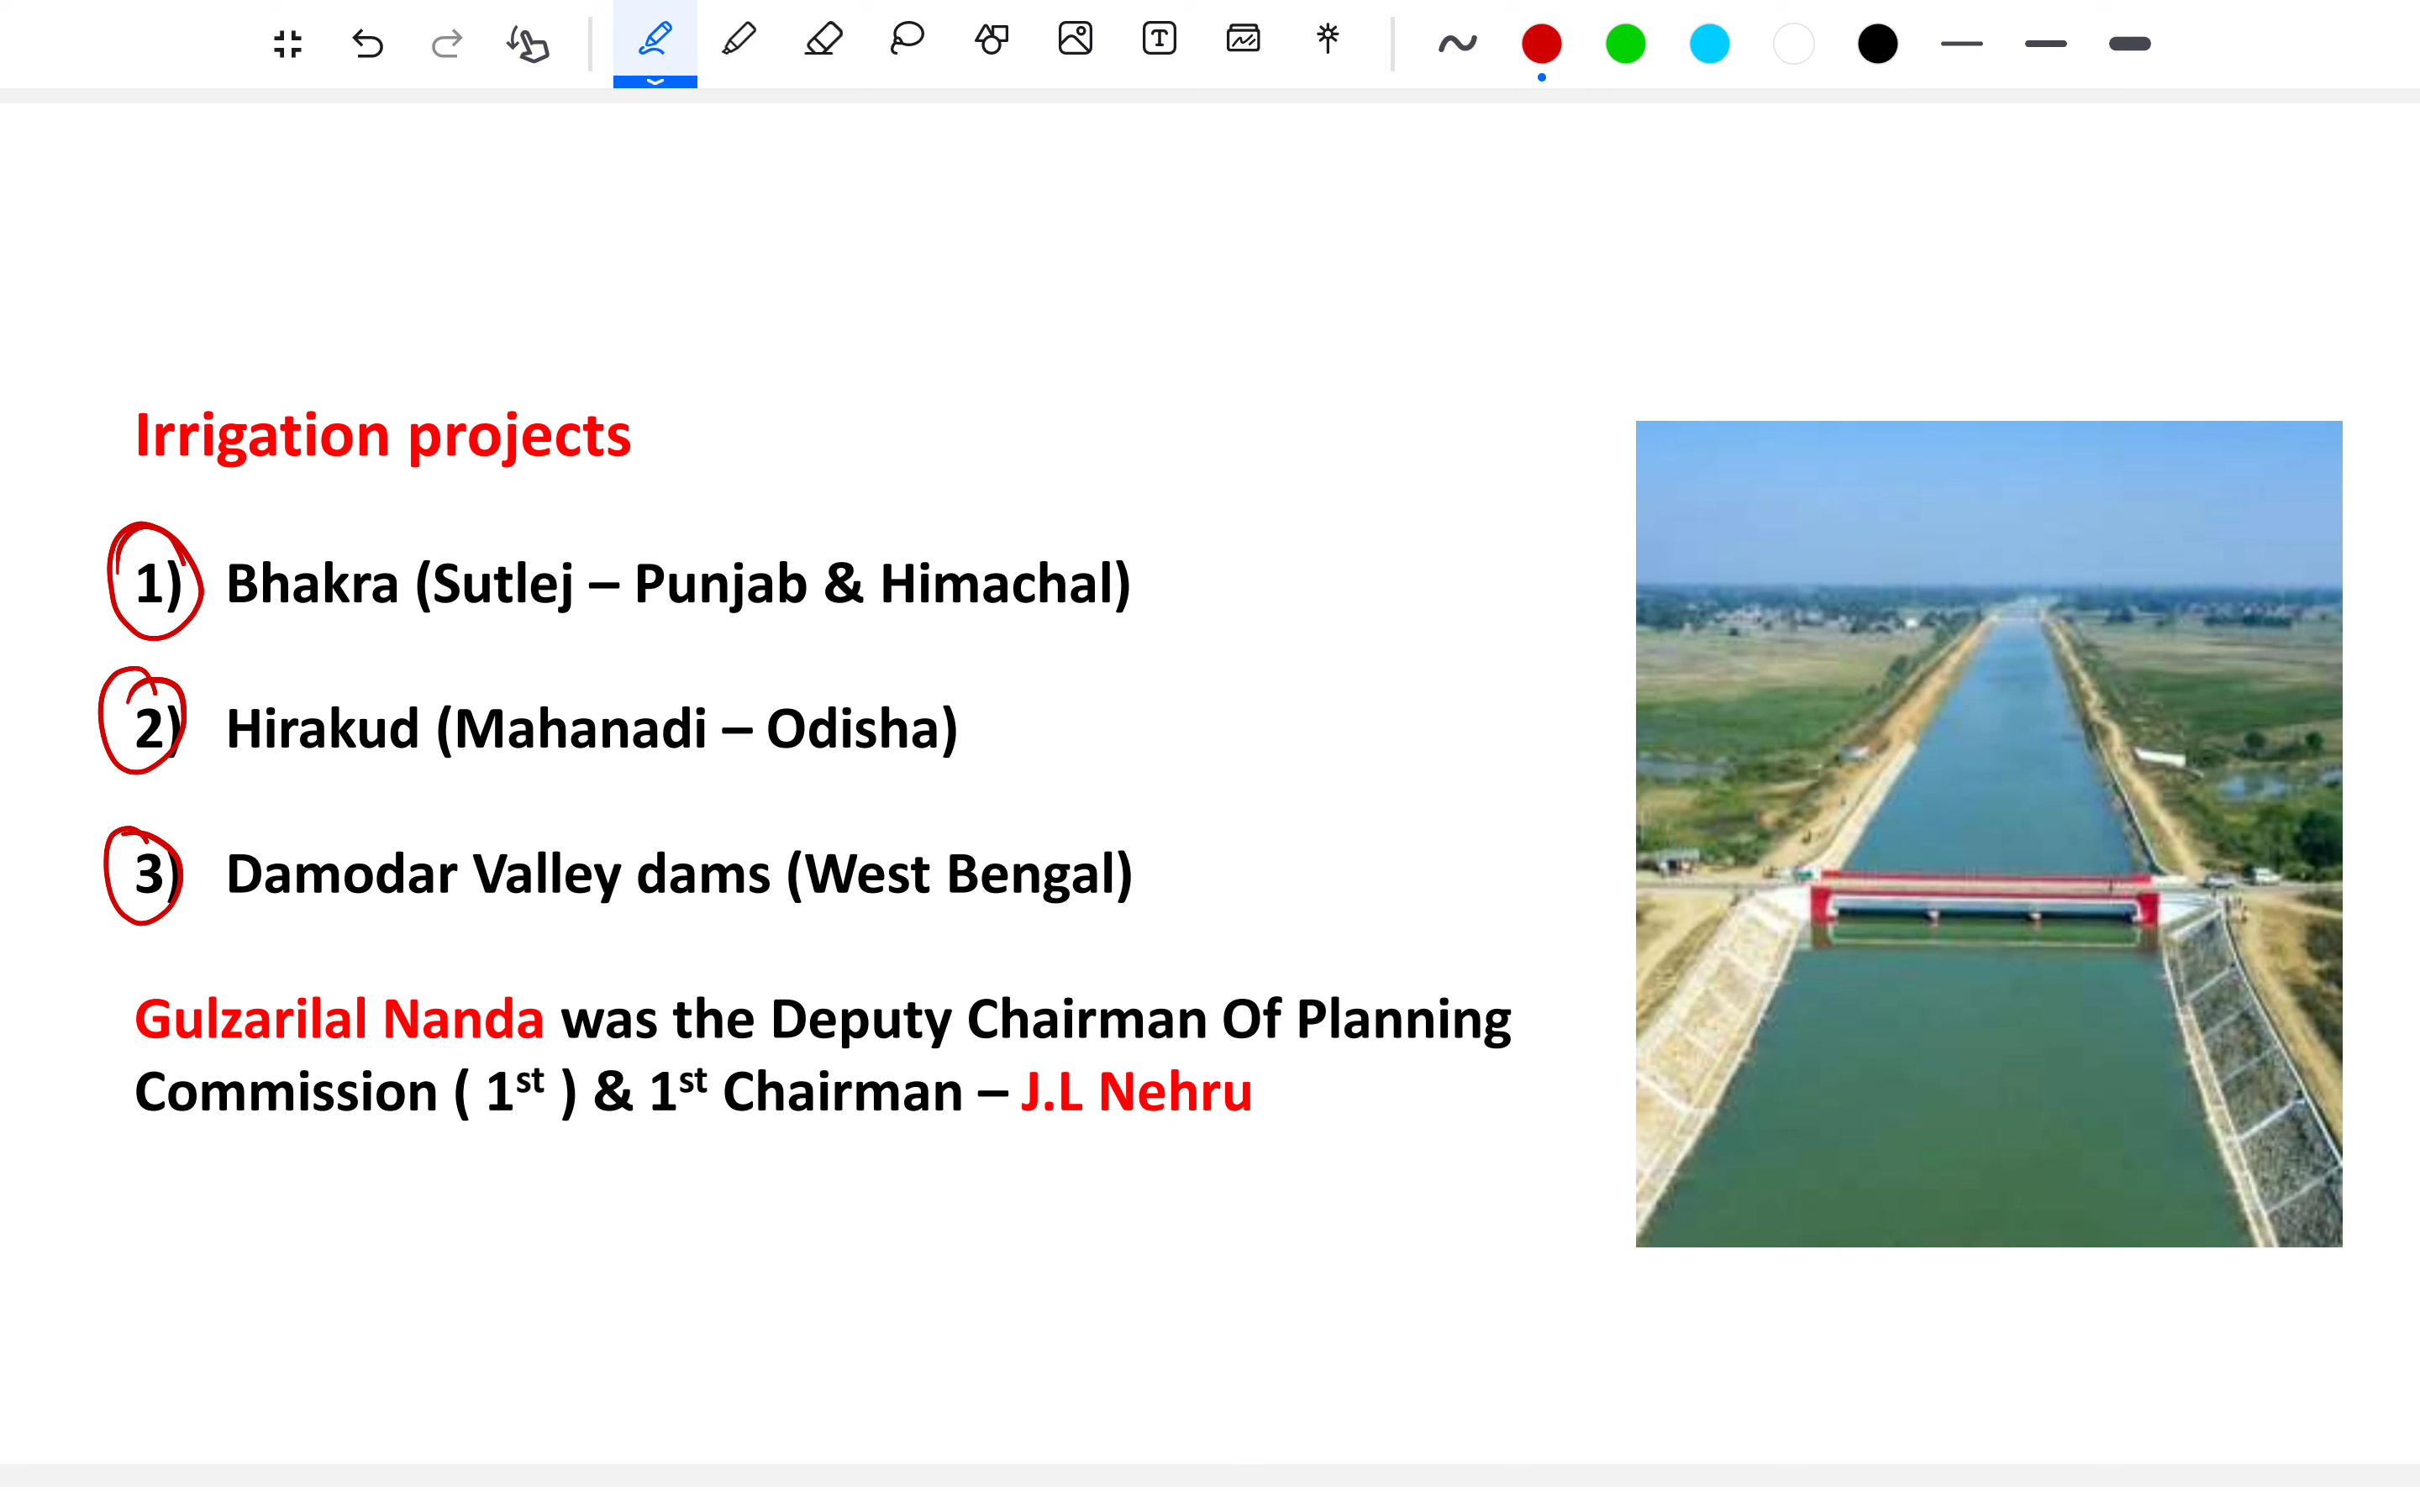 Irrigation projects
1) Bhakra (Sutlej – Punjab & Himachal)
2) Hirakud (Mahanadi – Odisha)
3) Damodar Valley dams (West Bengal)
Gulzarilal Nanda was the Deputy Chairman Of Planning
Commission ( 1st ) & 1st Chairman – J.L Nehru